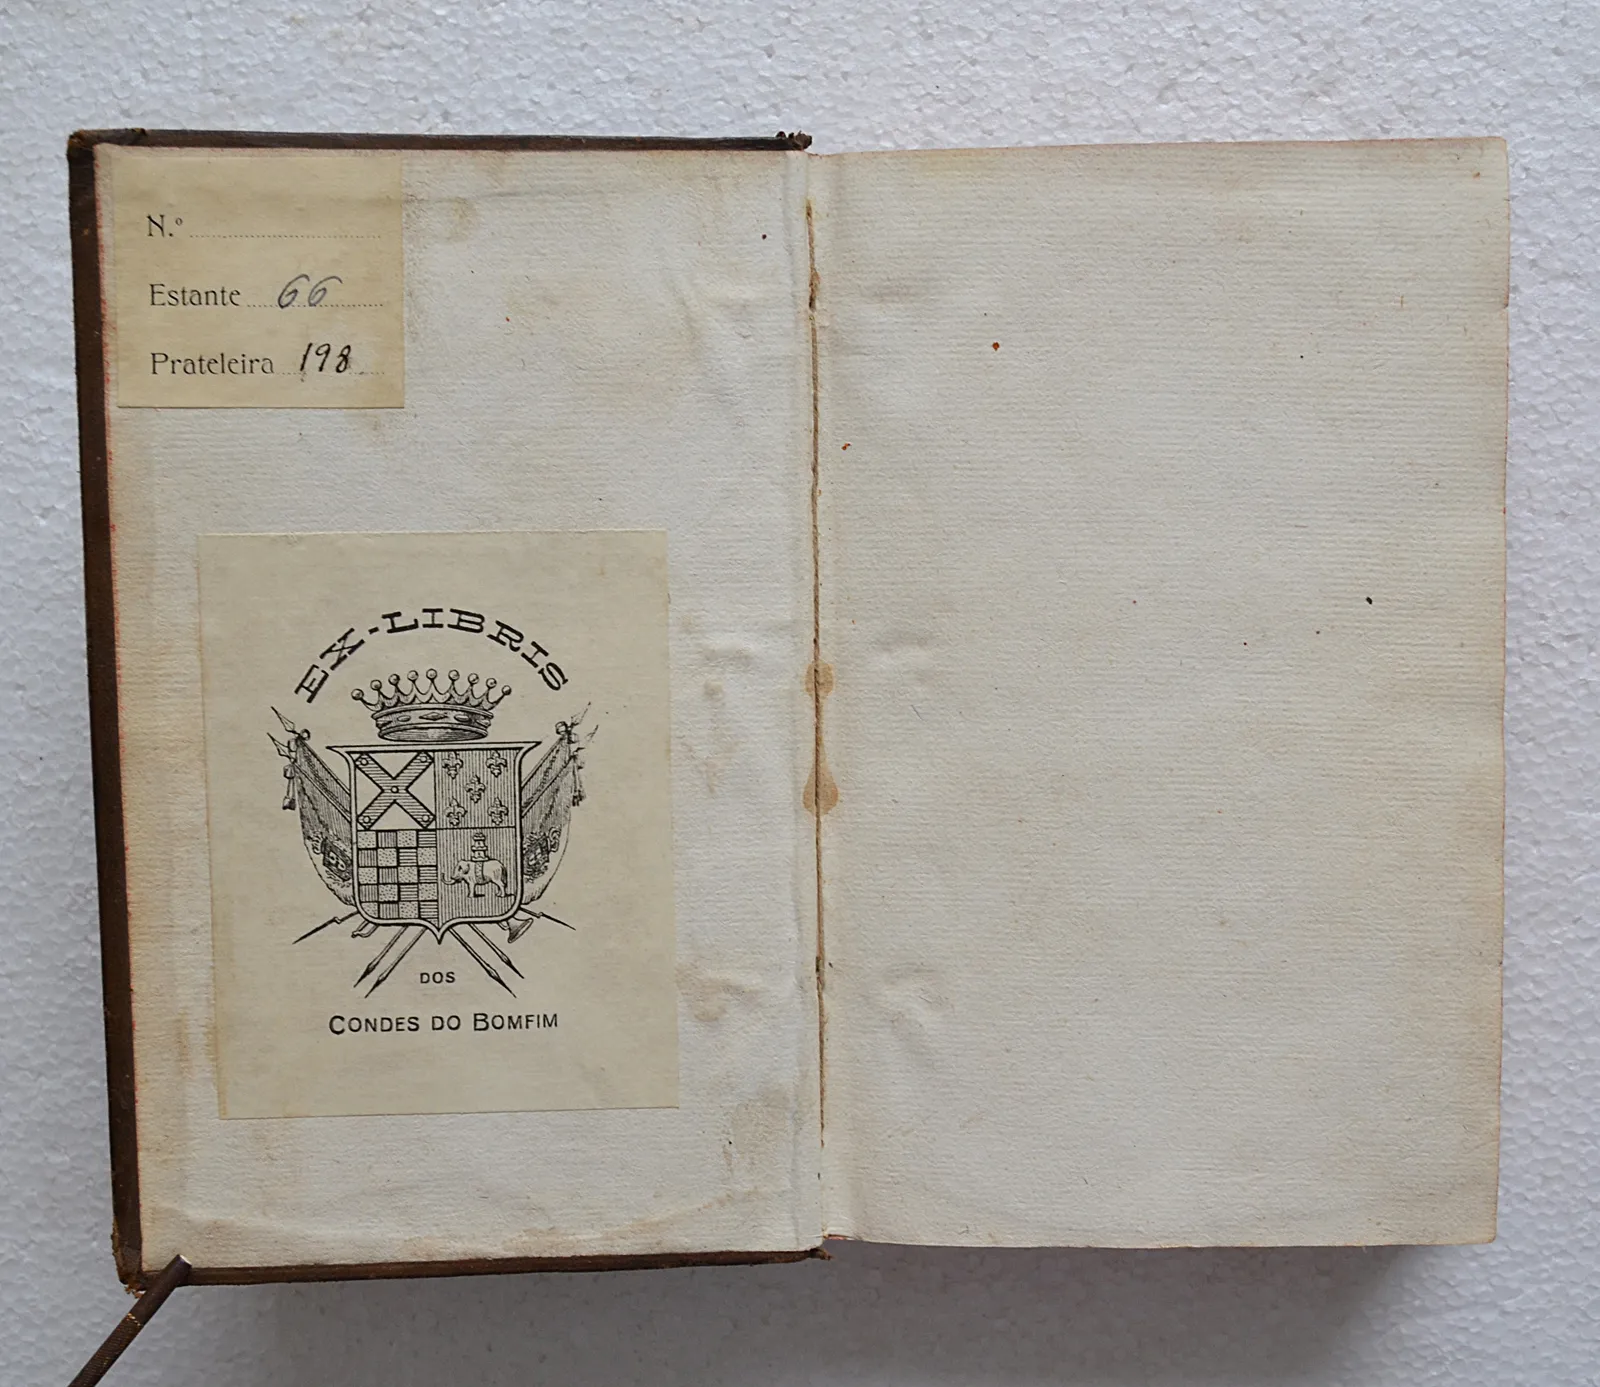 N.º
Estante 66
Prateleira 198
EX-LIBRIS
DOS
CONDES DO BOMFIM